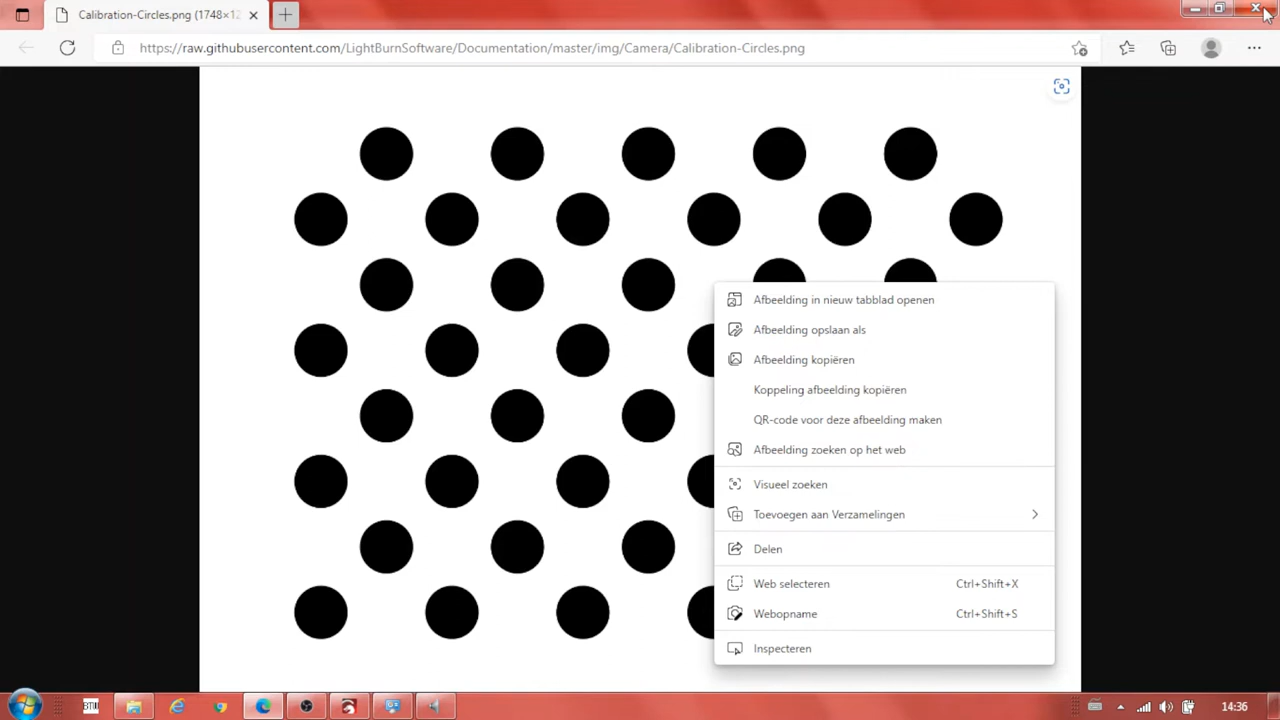 Calibration-Circles.png (1748×12
https://raw.githubusercontent.com/LightBurnSoftware/Documentation/master/img/Camera/Calibration-Circles.png
Afbeelding in nieuw tabblad openen
Afbeelding opslaan als
Afbeelding kopiëren
Koppeling afbeelding kopiëren
QR-code voor deze afbeelding maken
Afbeelding zoeken op het web
Visueel zoeken
Toevoegen aan Verzamelingen
Delen
Web selecteren Ctrl+Shift+X
Webopname Ctrl+Shift+S
Inspecteren
BTW 14:36